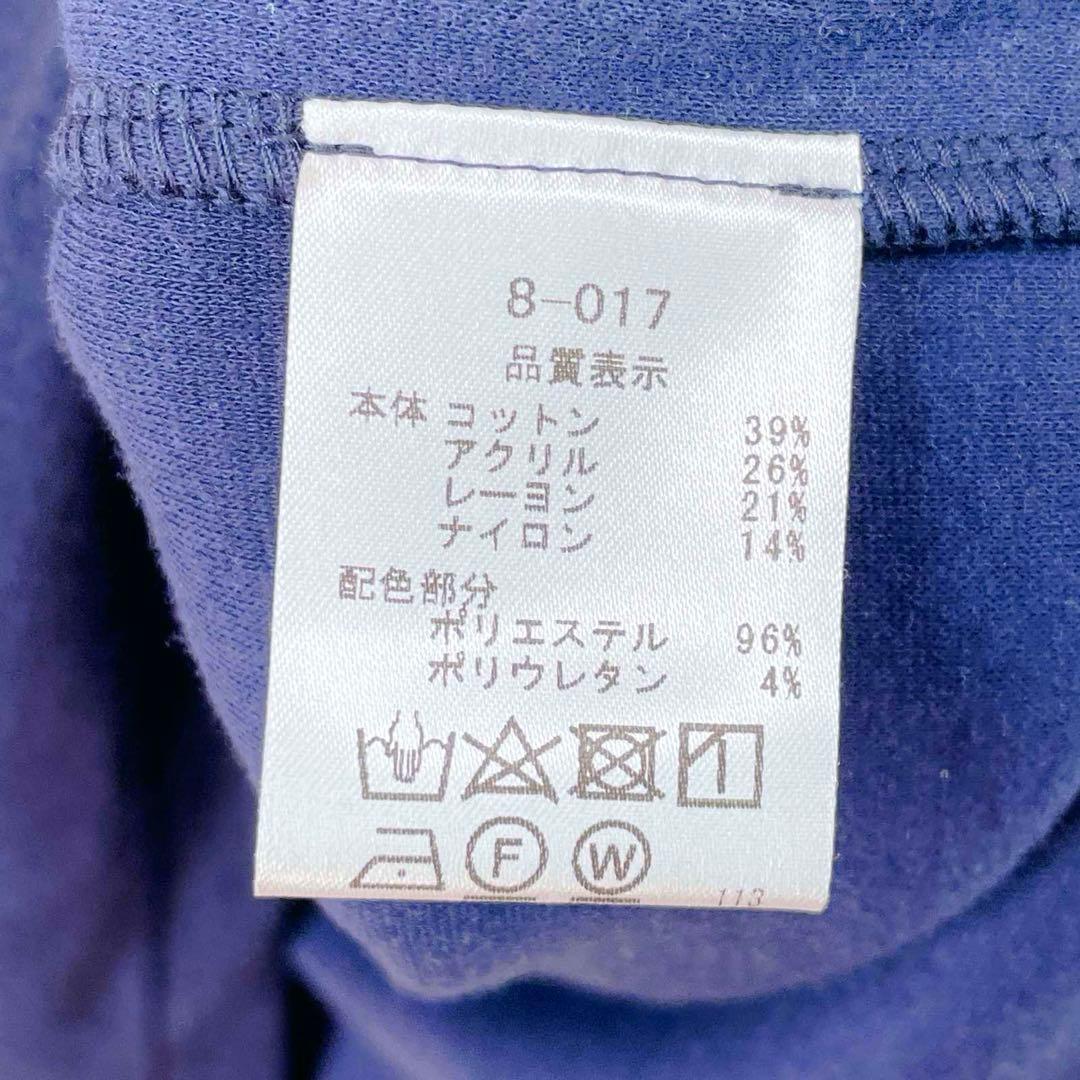 8-017
品質表示
本体 コットン 39%
アクリル 26%
レーヨン 21%
ナイロン 14%
配色部分
ポリエステル 96%
ポリウレタン 4%
F W
113